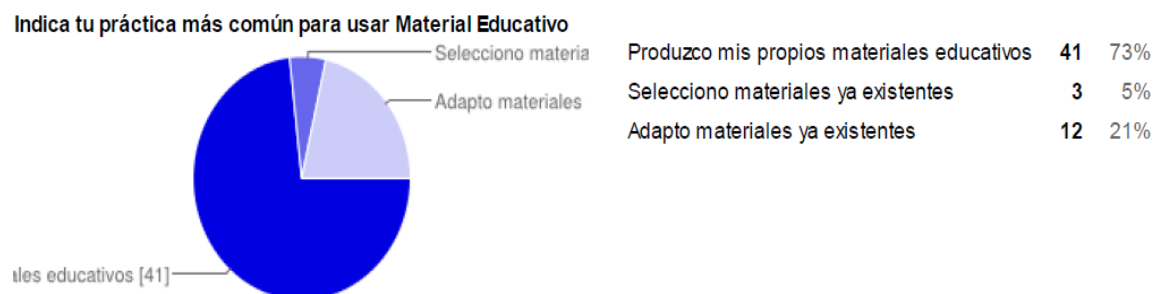 Indica tu práctica más común para usar Material Educativo
Selecciono materia
Adapto materiales
ales educativos [41]
Produzco mis propios materiales educativos 41 73%
Selecciono materiales ya existentes 3 5%
Adapto materiales ya existentes 12 21%